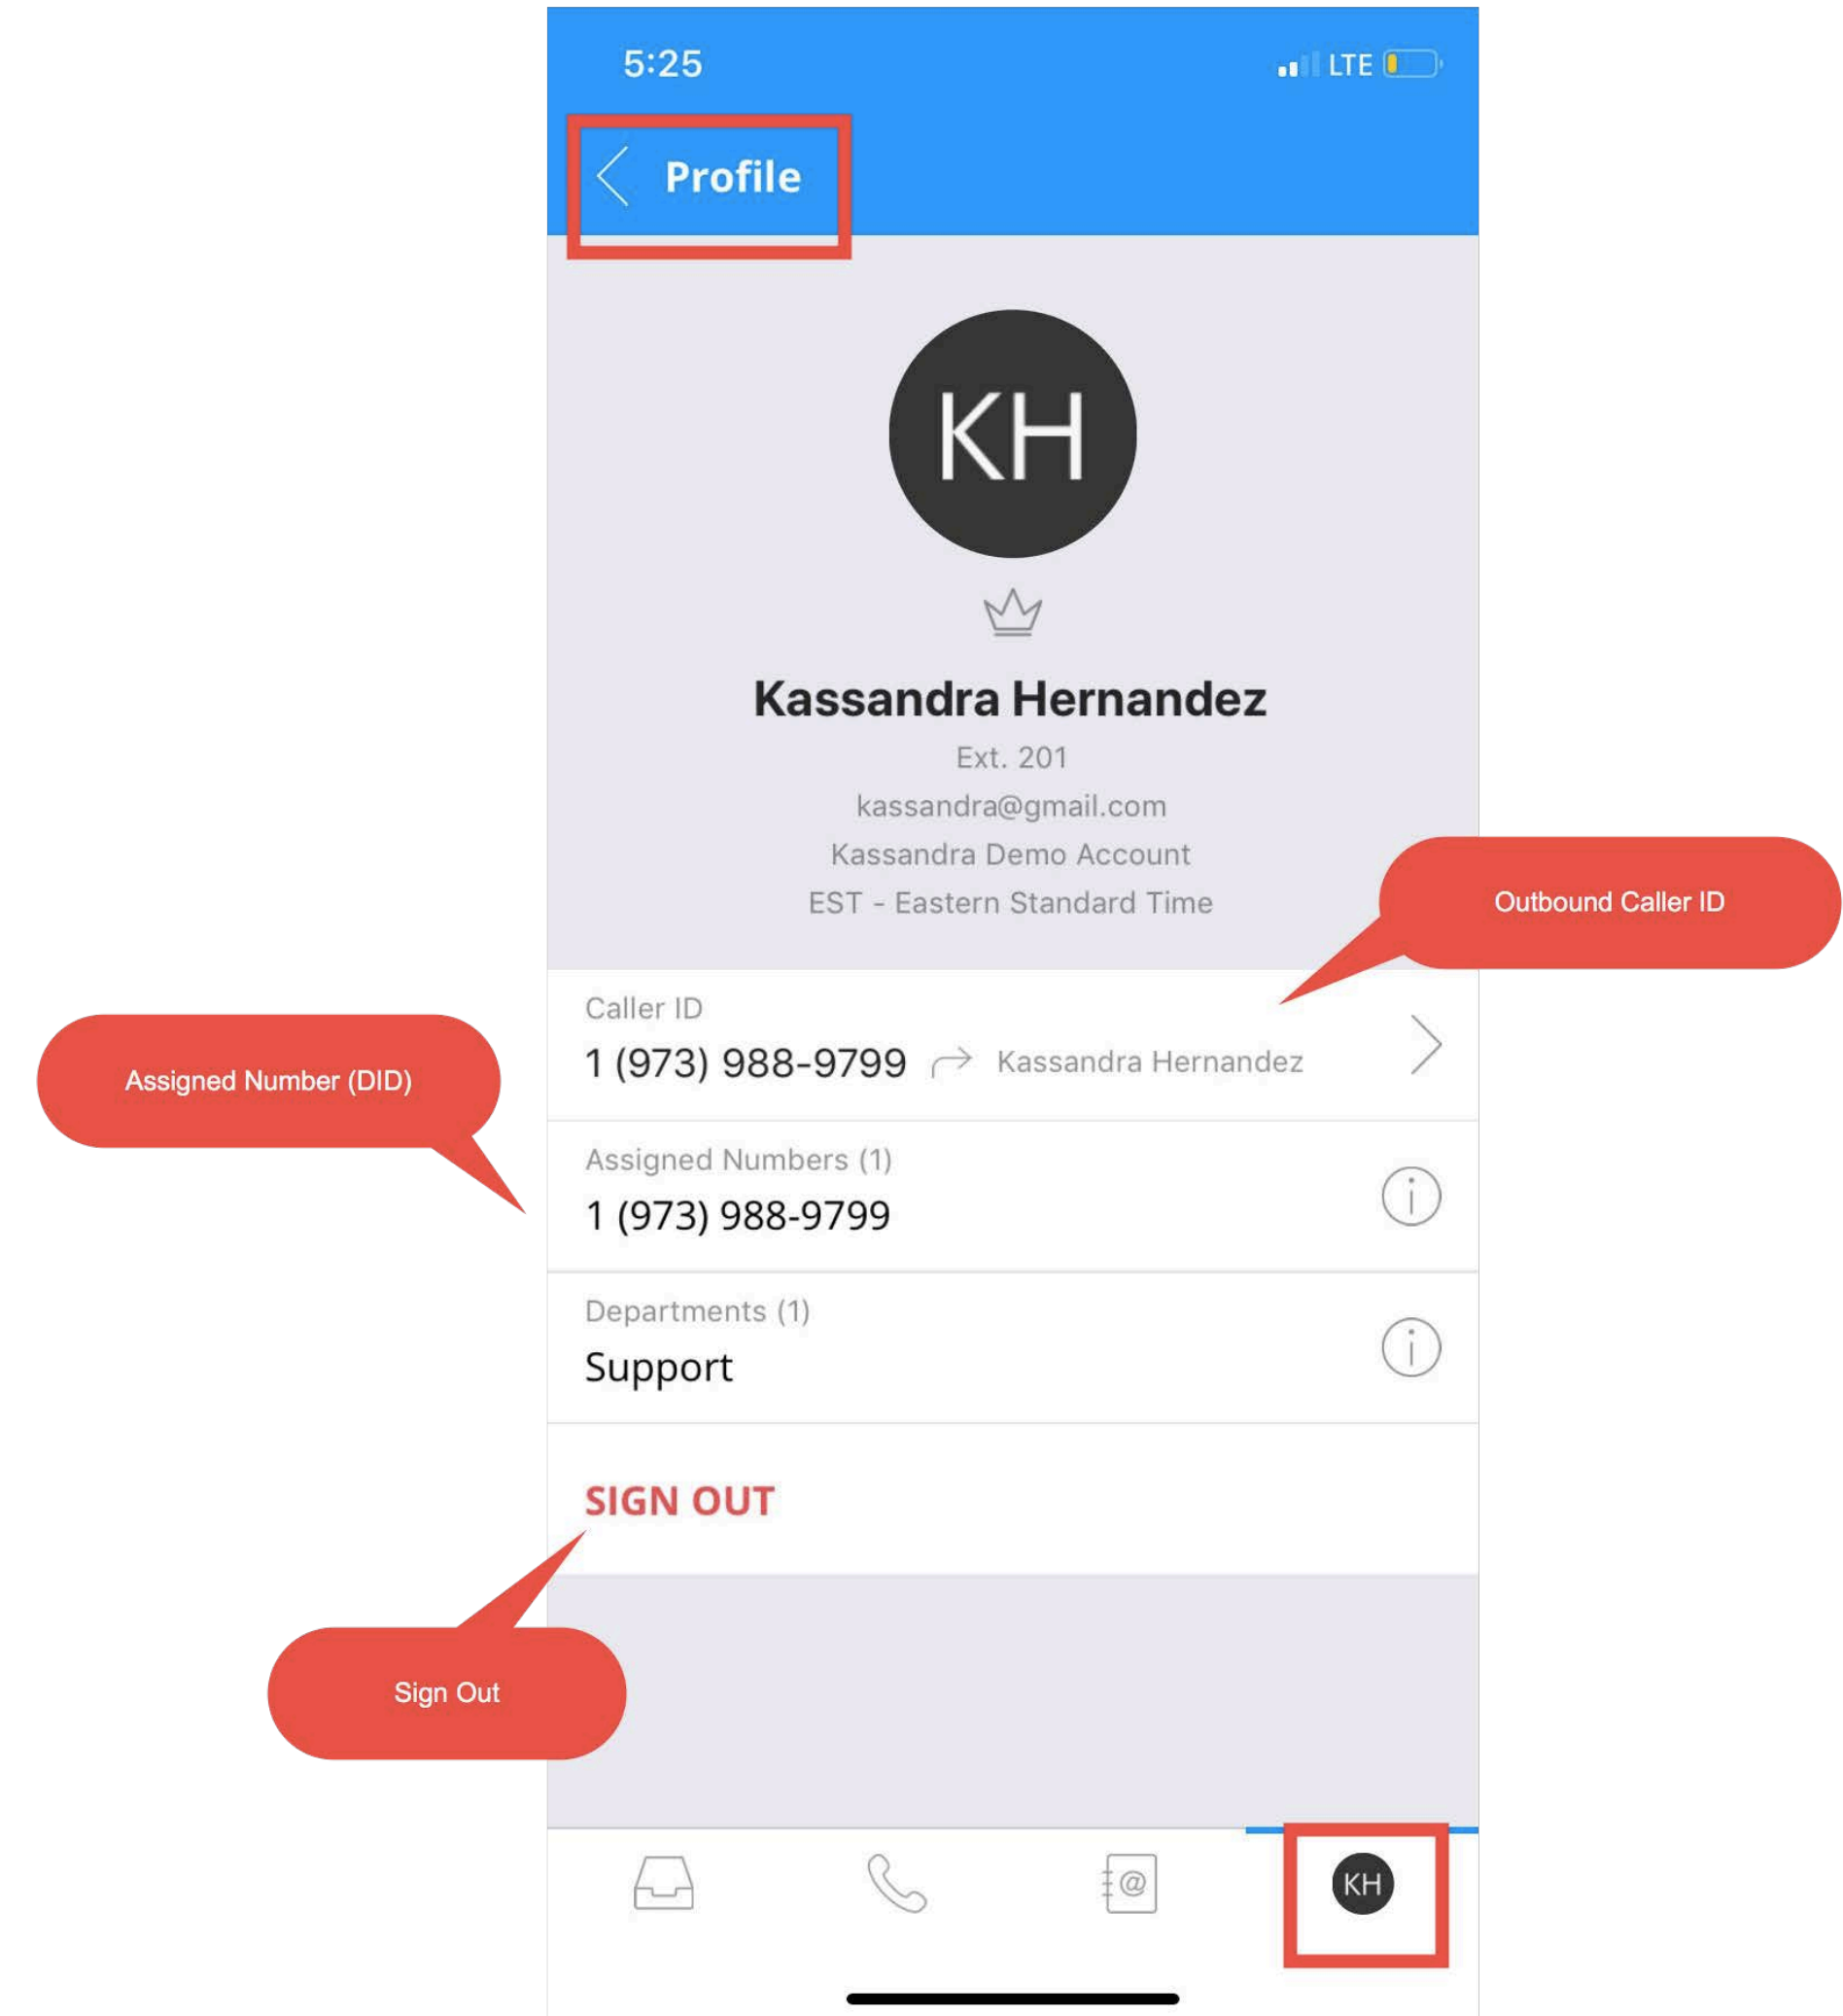 5:25
LTE
Profile
KH
Kassandra Hernandez
Ext. 201
kassandra@gmail.com
Kassandra Demo Account
EST - Eastern Standard Time
Outbound Caller ID
Caller ID
1 (973) 988-9799 Kassandra Hernandez
Assigned Number (DID)
Assigned Numbers (1)
1 (973) 988-9799
Departments (1)
Support
SIGN OUT
Sign Out
@
KH